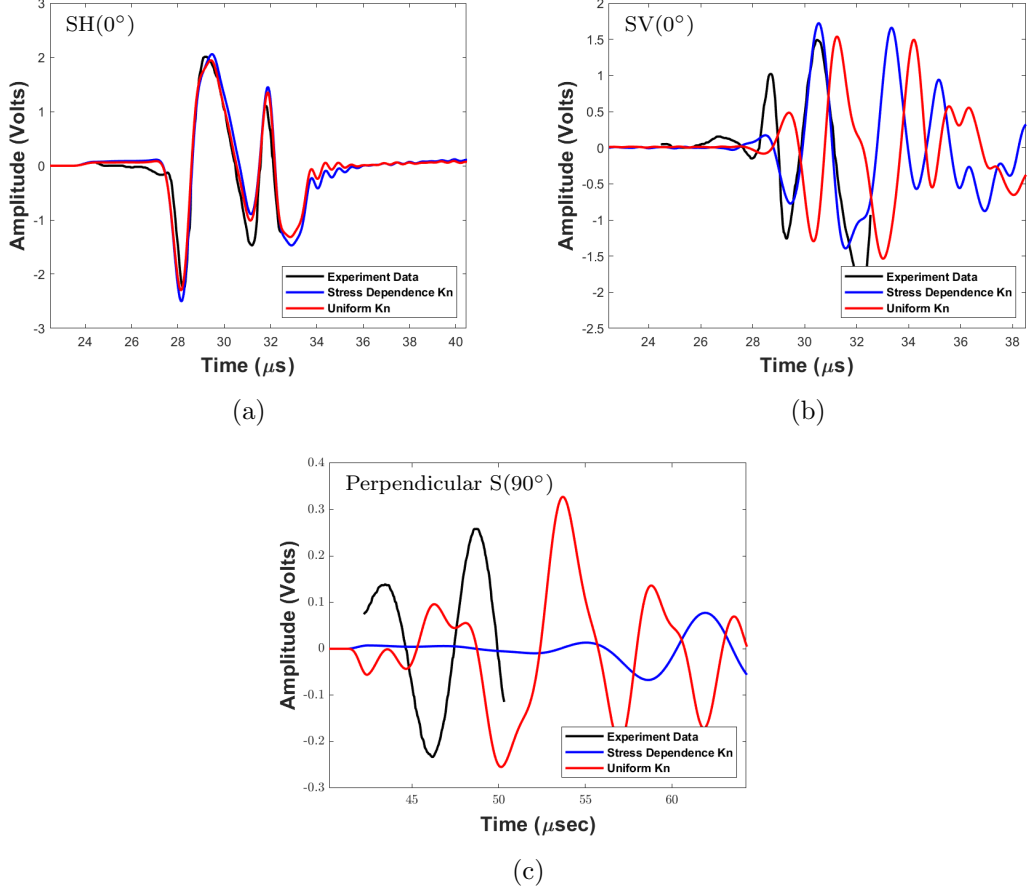 SH(0°)
Amplitude (Volts)
3
2
1
0
-1
-2
-3
24 26 28 30 32 34 36 38 40
Time (μs)
Experiment Data
Stress Dependence Kn
Uniform Kn
(a)
SV(0°)
Amplitude (Volts)
2
1.5
1
0.5
0
-0.5
-1
-1.5
-2
-2.5
24 26 28 30 32 34 36 38
Time (μs)
Experiment Data
Stress Dependence Kn
Uniform Kn
(b)
Perpendicular S(90°)
Amplitude (Volts)
0.4
0.3
0.2
0.1
0
-0.1
-0.2
-0.3
45 50 55 60
Time (μsec)
Experiment Data
Stress Dependence Kn
Uniform Kn
(c)